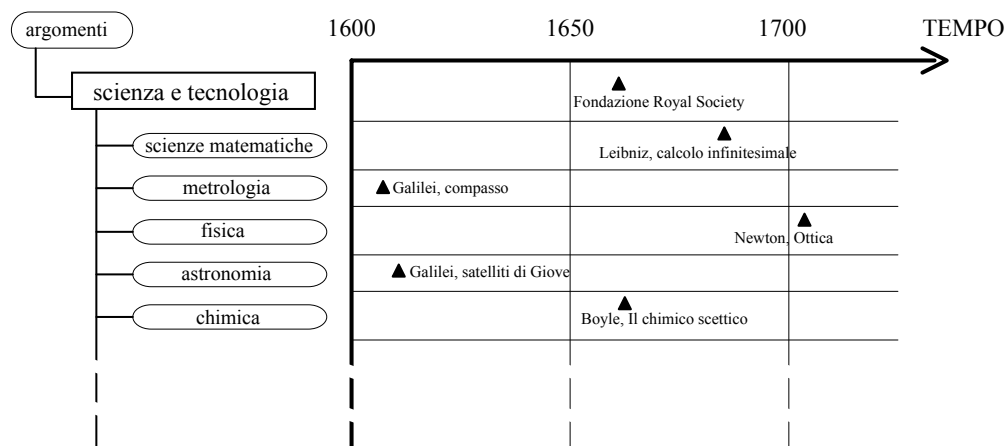 argomenti
1600 1650 1700 TEMPO
scienza e tecnologia
Fondazione Royal Society
scienze matematiche
Leibniz, calcolo infinitesimale
metrologia
Galilei, compasso
fisica
Newton, Ottica
astronomia
Galilei, satelliti di Giove
chimica
Boyle, Il chimico scettico